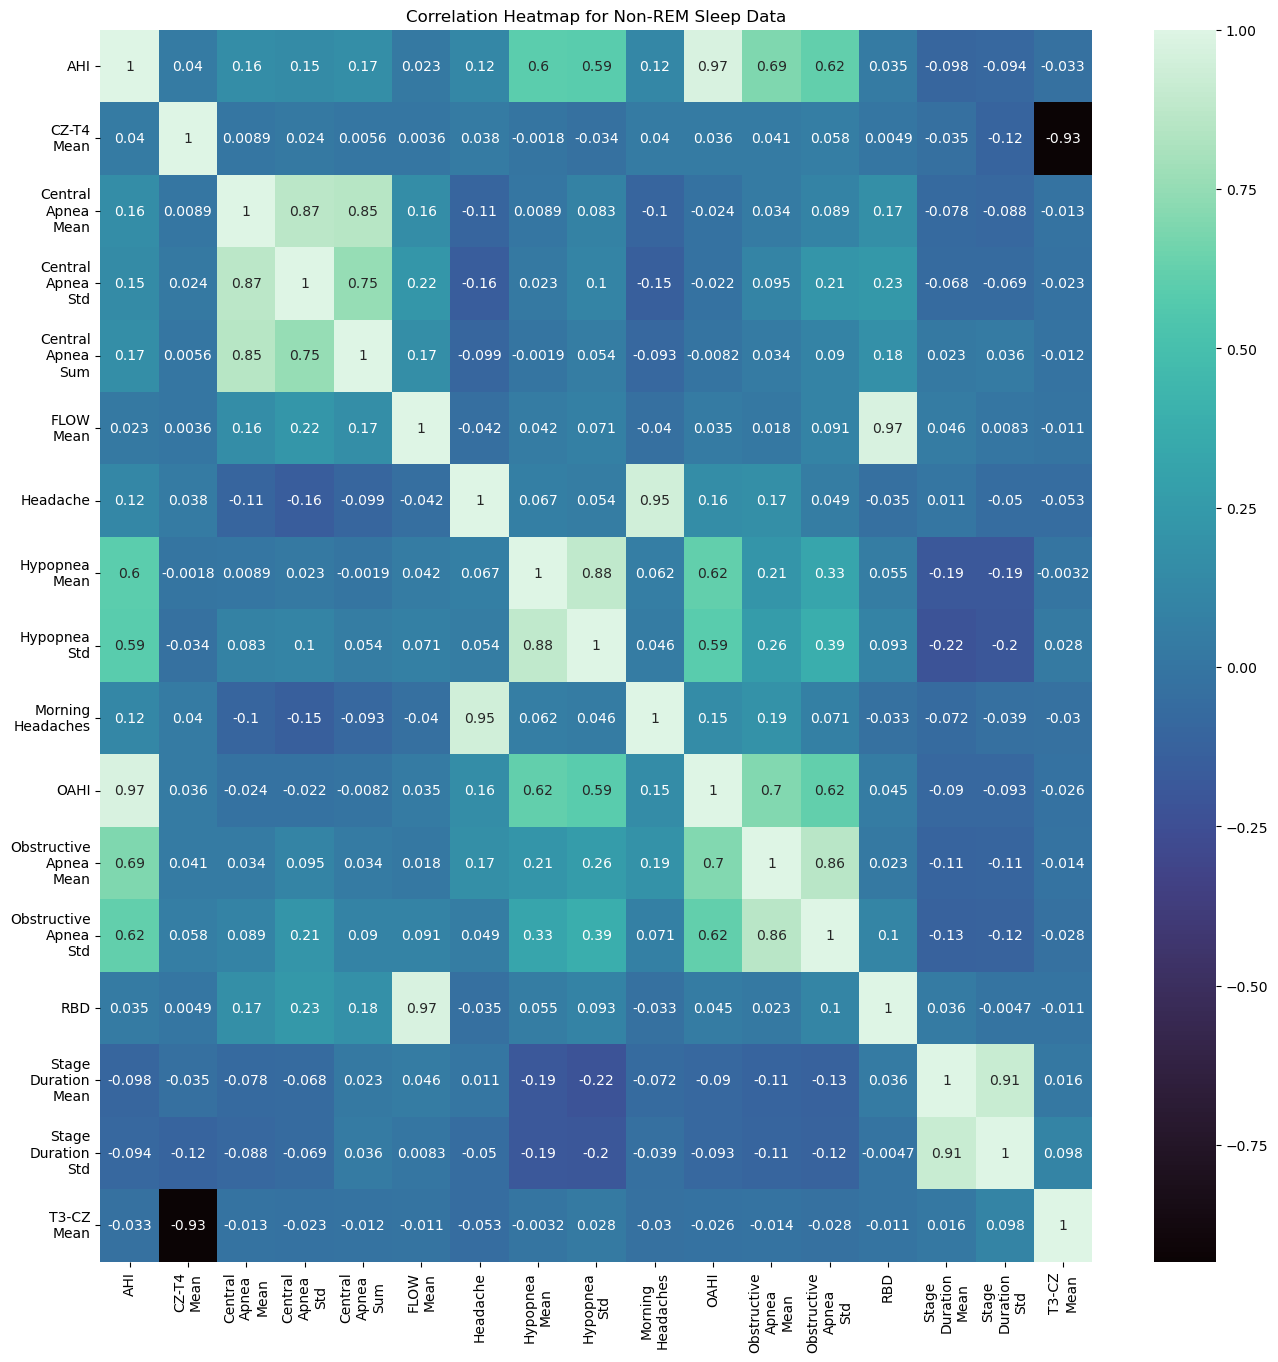 Correlation Heatmap for Non-REM Sleep Data
AHI
1 0.04 0.16 0.15 0.17 0.023 0.12 0.6 0.59 0.12 0.97 0.69 0.62 0.035 -0.098 -0.094 -0.033
CZ-T4
Mean
0.04 1 0.0089 0.024 0.0056 0.0036 0.038 -0.0018 -0.034 0.04 0.036 0.041 0.058 0.0049 -0.035 -0.12 -0.93
Central
Apnea
Mean
0.16 0.0089 1 0.87 0.85 0.16 -0.11 0.0089 0.083 -0.1 -0.024 0.034 0.089 0.17 -0.078 -0.088 -0.013
Central
Apnea
Std
0.15 0.024 0.87 1 0.75 0.22 -0.16 0.023 0.1 -0.15 -0.022 0.095 0.21 0.23 -0.068 -0.069 -0.023
Central
Apnea
Sum
0.17 0.0056 0.85 0.75 1 0.17 -0.099 -0.0019 0.054 -0.093 -0.0082 0.034 0.09 0.18 0.023 0.036 -0.012
FLOW
Mean
0.023 0.0036 0.16 0.22 0.17 1 -0.042 0.042 0.071 -0.04 0.035 0.018 0.091 0.97 0.046 0.0083 -0.011
Headache
0.12 0.038 -0.11 -0.16 -0.099 -0.042 1 0.067 0.054 0.95 0.16 0.17 0.049 -0.035 0.011 -0.05 -0.053
Hypopnea
Mean
0.6 -0.0018 0.0089 0.023 -0.0019 0.042 0.067 1 0.88 0.062 0.62 0.21 0.33 0.055 -0.19 -0.19 -0.0032
Hypopnea
Std
0.59 -0.034 0.083 0.1 0.054 0.071 0.054 0.88 1 0.046 0.59 0.26 0.39 0.093 -0.22 -0.2 0.028
Morning
Headaches
0.12 0.04 -0.1 -0.15 -0.093 -0.04 0.95 0.062 0.046 1 0.15 0.19 0.071 -0.033 -0.072 -0.039 -0.03
OAHI
0.97 0.036 -0.024 -0.022 -0.0082 0.035 0.16 0.62 0.59 0.15 1 0.7 0.62 0.045 -0.09 -0.093 -0.026
Obstructive
Apnea
Mean
0.69 0.041 0.034 0.095 0.034 0.018 0.17 0.21 0.26 0.19 0.7 1 0.86 0.023 -0.11 -0.11 -0.014
Obstructive
Apnea
Std
0.62 0.058 0.089 0.21 0.09 0.091 0.049 0.33 0.39 0.071 0.62 0.86 1 0.1 -0.13 -0.12 -0.028
RBD
0.035 0.0049 0.17 0.23 0.18 0.97 -0.035 0.055 0.093 -0.033 0.045 0.023 0.1 1 0.036 -0.0047 -0.011
Stage
Duration
Mean
-0.098 -0.035 -0.078 -0.068 0.023 0.046 0.011 -0.19 -0.22 -0.072 -0.09 -0.11 -0.13 0.036 1 0.91 0.016
Stage
Duration
Std
-0.094 -0.12 -0.088 -0.069 0.036 0.0083 -0.05 -0.19 -0.2 -0.039 -0.093 -0.11 -0.12 -0.0047 0.91 1 0.098
T3-CZ
Mean
-0.033 -0.93 -0.013 -0.023 -0.012 -0.011 -0.053 -0.0032 0.028 -0.03 -0.026 -0.014 -0.028 -0.011 0.016 0.098 1
AHI
CZ-T4
Mean
Central
Apnea
Mean
Central
Apnea
Std
Central
Apnea
Sum
FLOW
Mean
Headache
Hypopnea
Mean
Hypopnea
Std
Morning
Headaches
OAHI
Obstructive
Apnea
Mean
Obstructive
Apnea
Std
RBD
Stage
Duration
Mean
Stage
Duration
Std
T3-CZ
Mean
1.00
0.75
0.50
0.25
0.00
−0.25
−0.50
−0.75